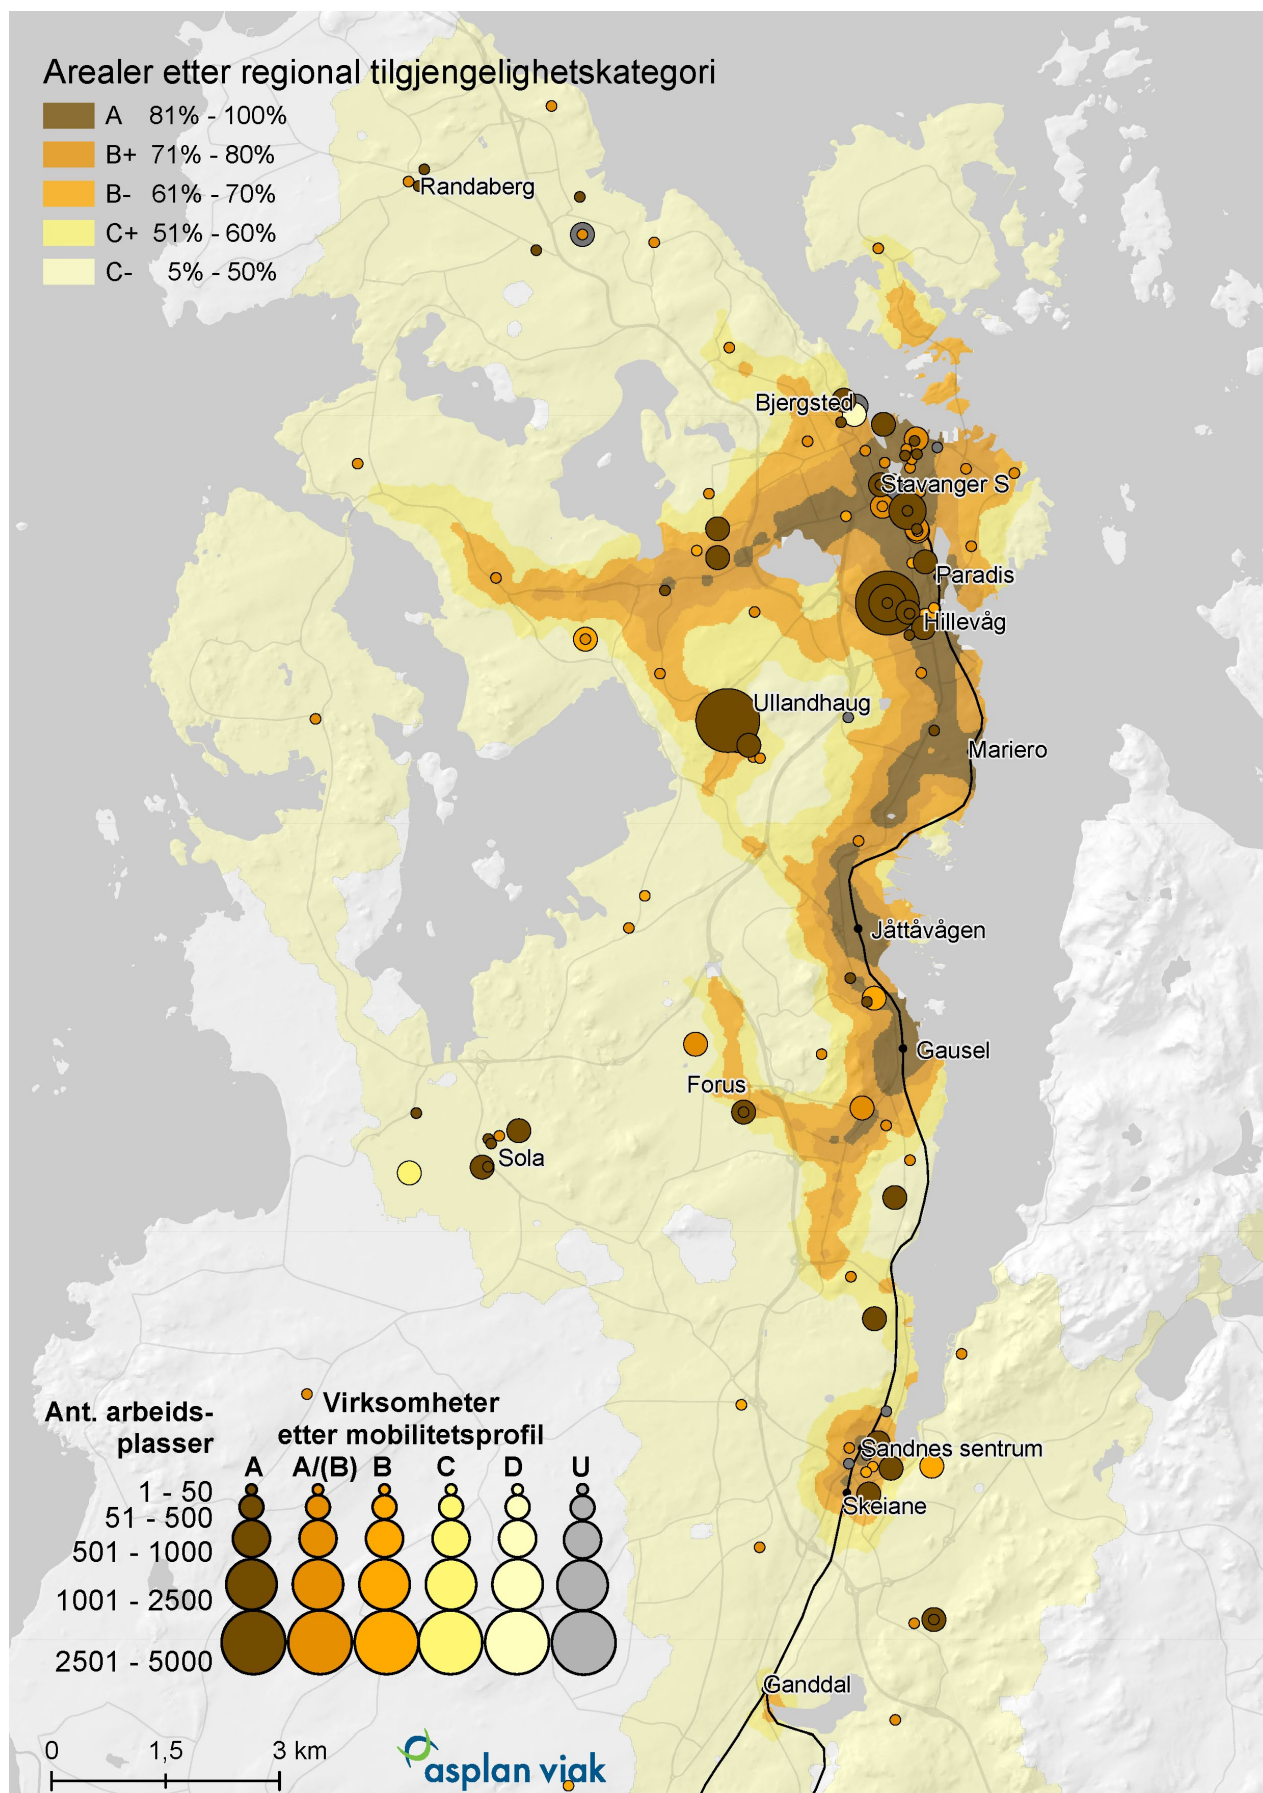 Arealer etter regional tilgjengelighetskategori
A 81% - 100%
B+ 71% - 80%
B- 61% - 70%
C+ 51% - 60%
C- 5% - 50%
Randaberg
Bjergsted
Stavanger S
Paradis
Hillevåg
Ullandhaug
Mariero
Jåttåvågen
Gausel
Forus
Sola
Sandnes sentrum
Skeiane
Ganddal
Ant. arbeids-
plasser
Virksomheter
etter mobilitetsprofil
A A/(B) B C D U
1 - 50
51 - 500
501 - 1000
1001 - 2500
2501 - 5000
0 1,5 3 km
asplan viak